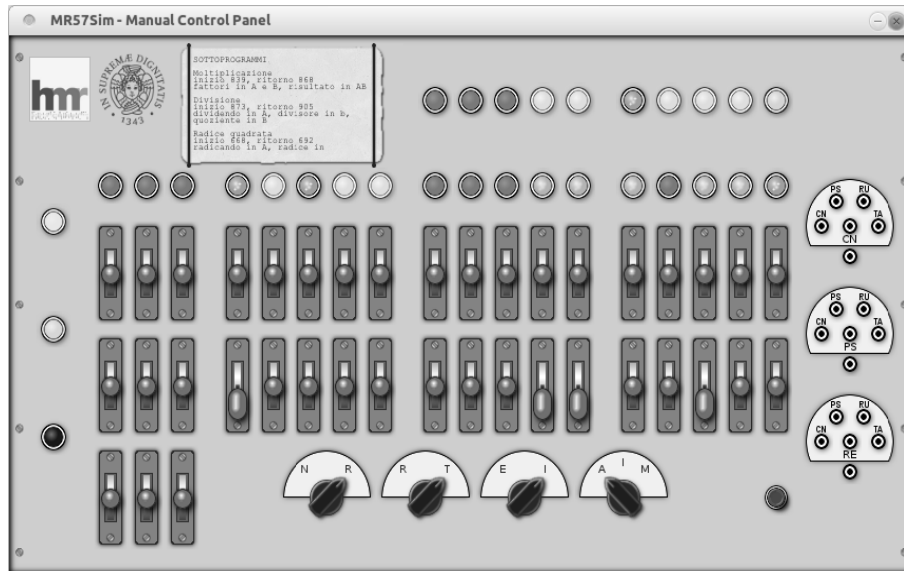 MR57Sim - Manual Control Panel
hmr
IN SUPREMÆ DIGNITATIS
1343
SOTTOPROGRAMMI
Moltiplicazione
inizio 839, ritorno 868
fattori in A e B, risultato in AB
Divisione
inizio 873, ritorno 905
dividendo in A, divisore in b,
quoziente in B
Radice quadrata
inizio 668, ritorno 692
radicando in A, radice in
PS RU
CN TA
CN
PS RU
CN TA
PS
PS RU
CN TA
RE
N R
R T
E I
A I M